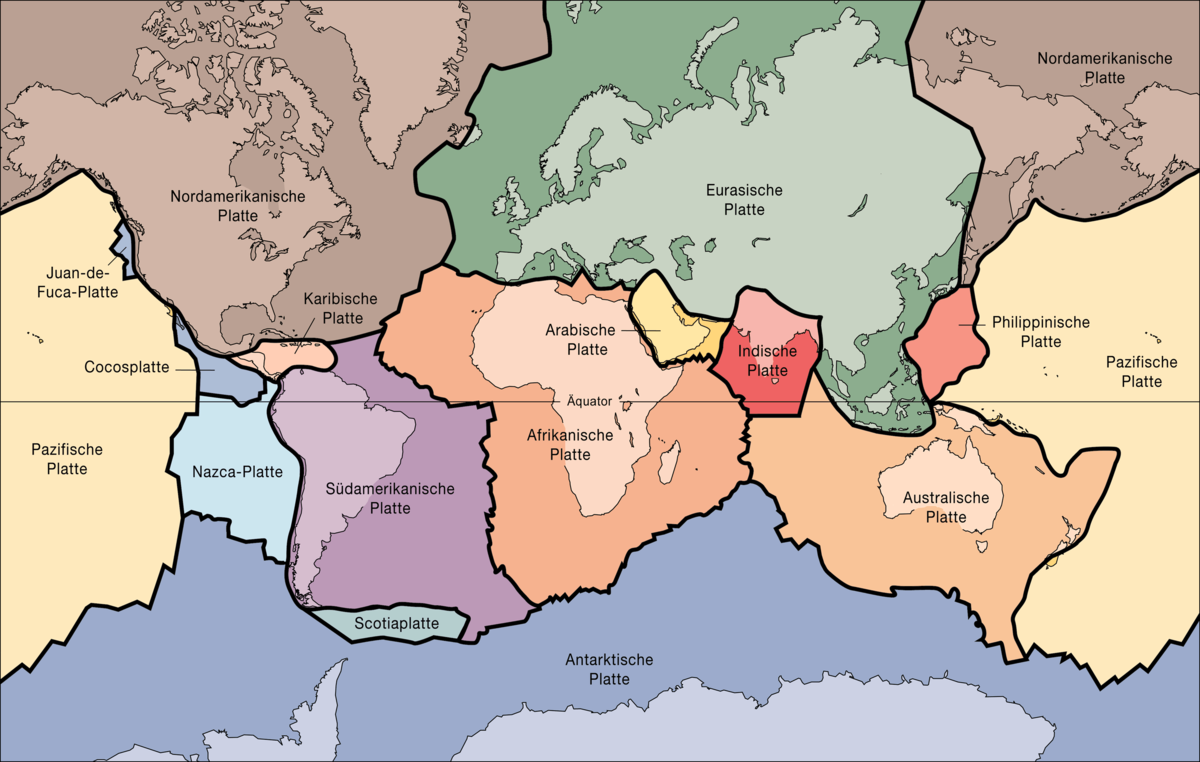 Nordamerikanische
Platte
Nordamerikanische
Platte
Eurasische
Platte
Juan-de-
Fuca-Platte
Karibische
Platte
Arabische
Platte
Indische
Platte
Philippinische
Platte
Pazifische
Platte
Cocosplatte
Äquator
Afrikanische
Platte
Pazifische
Platte
Nazca-Platte
Südamerikanische
Platte
Australische
Platte
Scotiaplatte
Antarktische
Platte